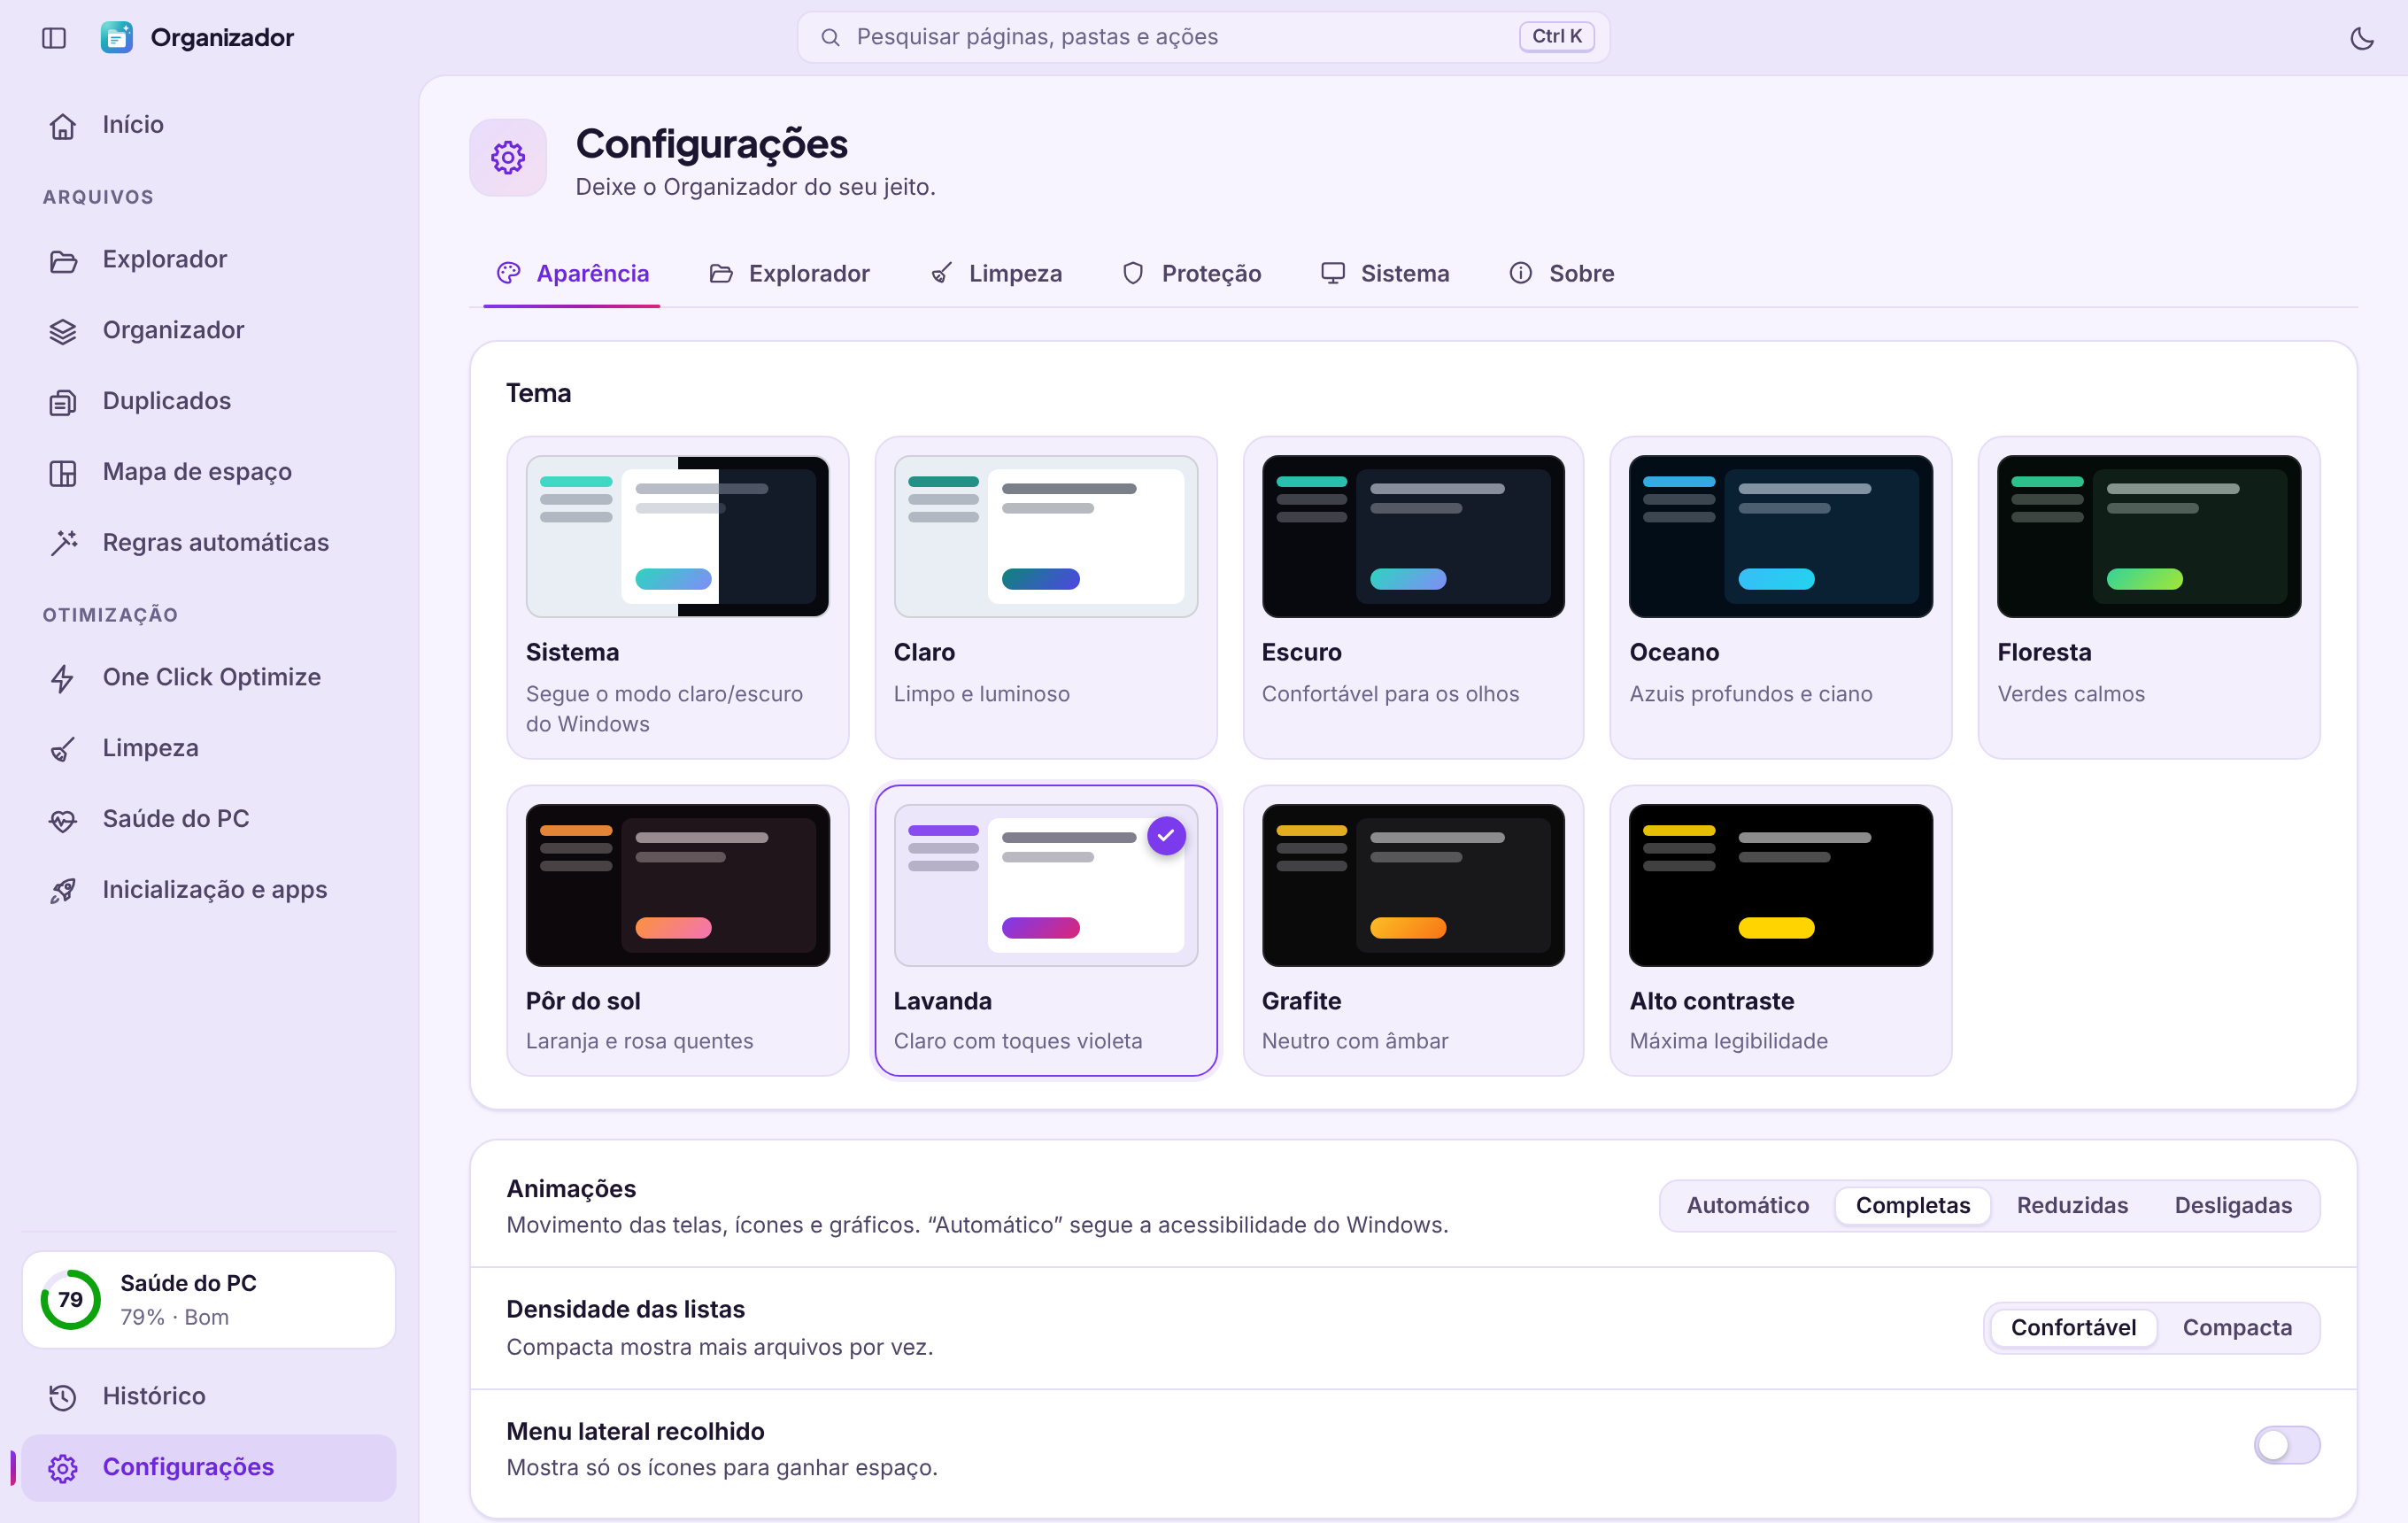 Organizador
Pesquisar páginas, pastas e ações
Ctrl K
Início
ARQUIVOS
Explorador
Organizador
Duplicados
Mapa de espaço
Regras automáticas
OTIMIZAÇÃO
One Click Optimize
Limpeza
Saúde do PC
Inicialização e apps
79
Saúde do PC
79% · Bom
Histórico
Configurações
Configurações
Deixe o Organizador do seu jeito.
Aparência
Explorador
Limpeza
Proteção
Sistema
Sobre
Tema
Sistema
Segue o modo claro/escuro
do Windows
Claro
Limpo e luminoso
Escuro
Confortável para os olhos
Oceano
Azuis profundos e ciano
Floresta
Verdes calmos
Pôr do sol
Laranja e rosa quentes
Lavanda
Claro com toques violeta
Grafite
Neutro com âmbar
Alto contraste
Máxima legibilidade
Animações
Movimento das telas, ícones e gráficos. “Automático” segue a acessibilidade do Windows.
Automático
Completas
Reduzidas
Desligadas
Densidade das listas
Compacta mostra mais arquivos por vez.
Confortável
Compacta
Menu lateral recolhido
Mostra só os ícones para ganhar espaço.